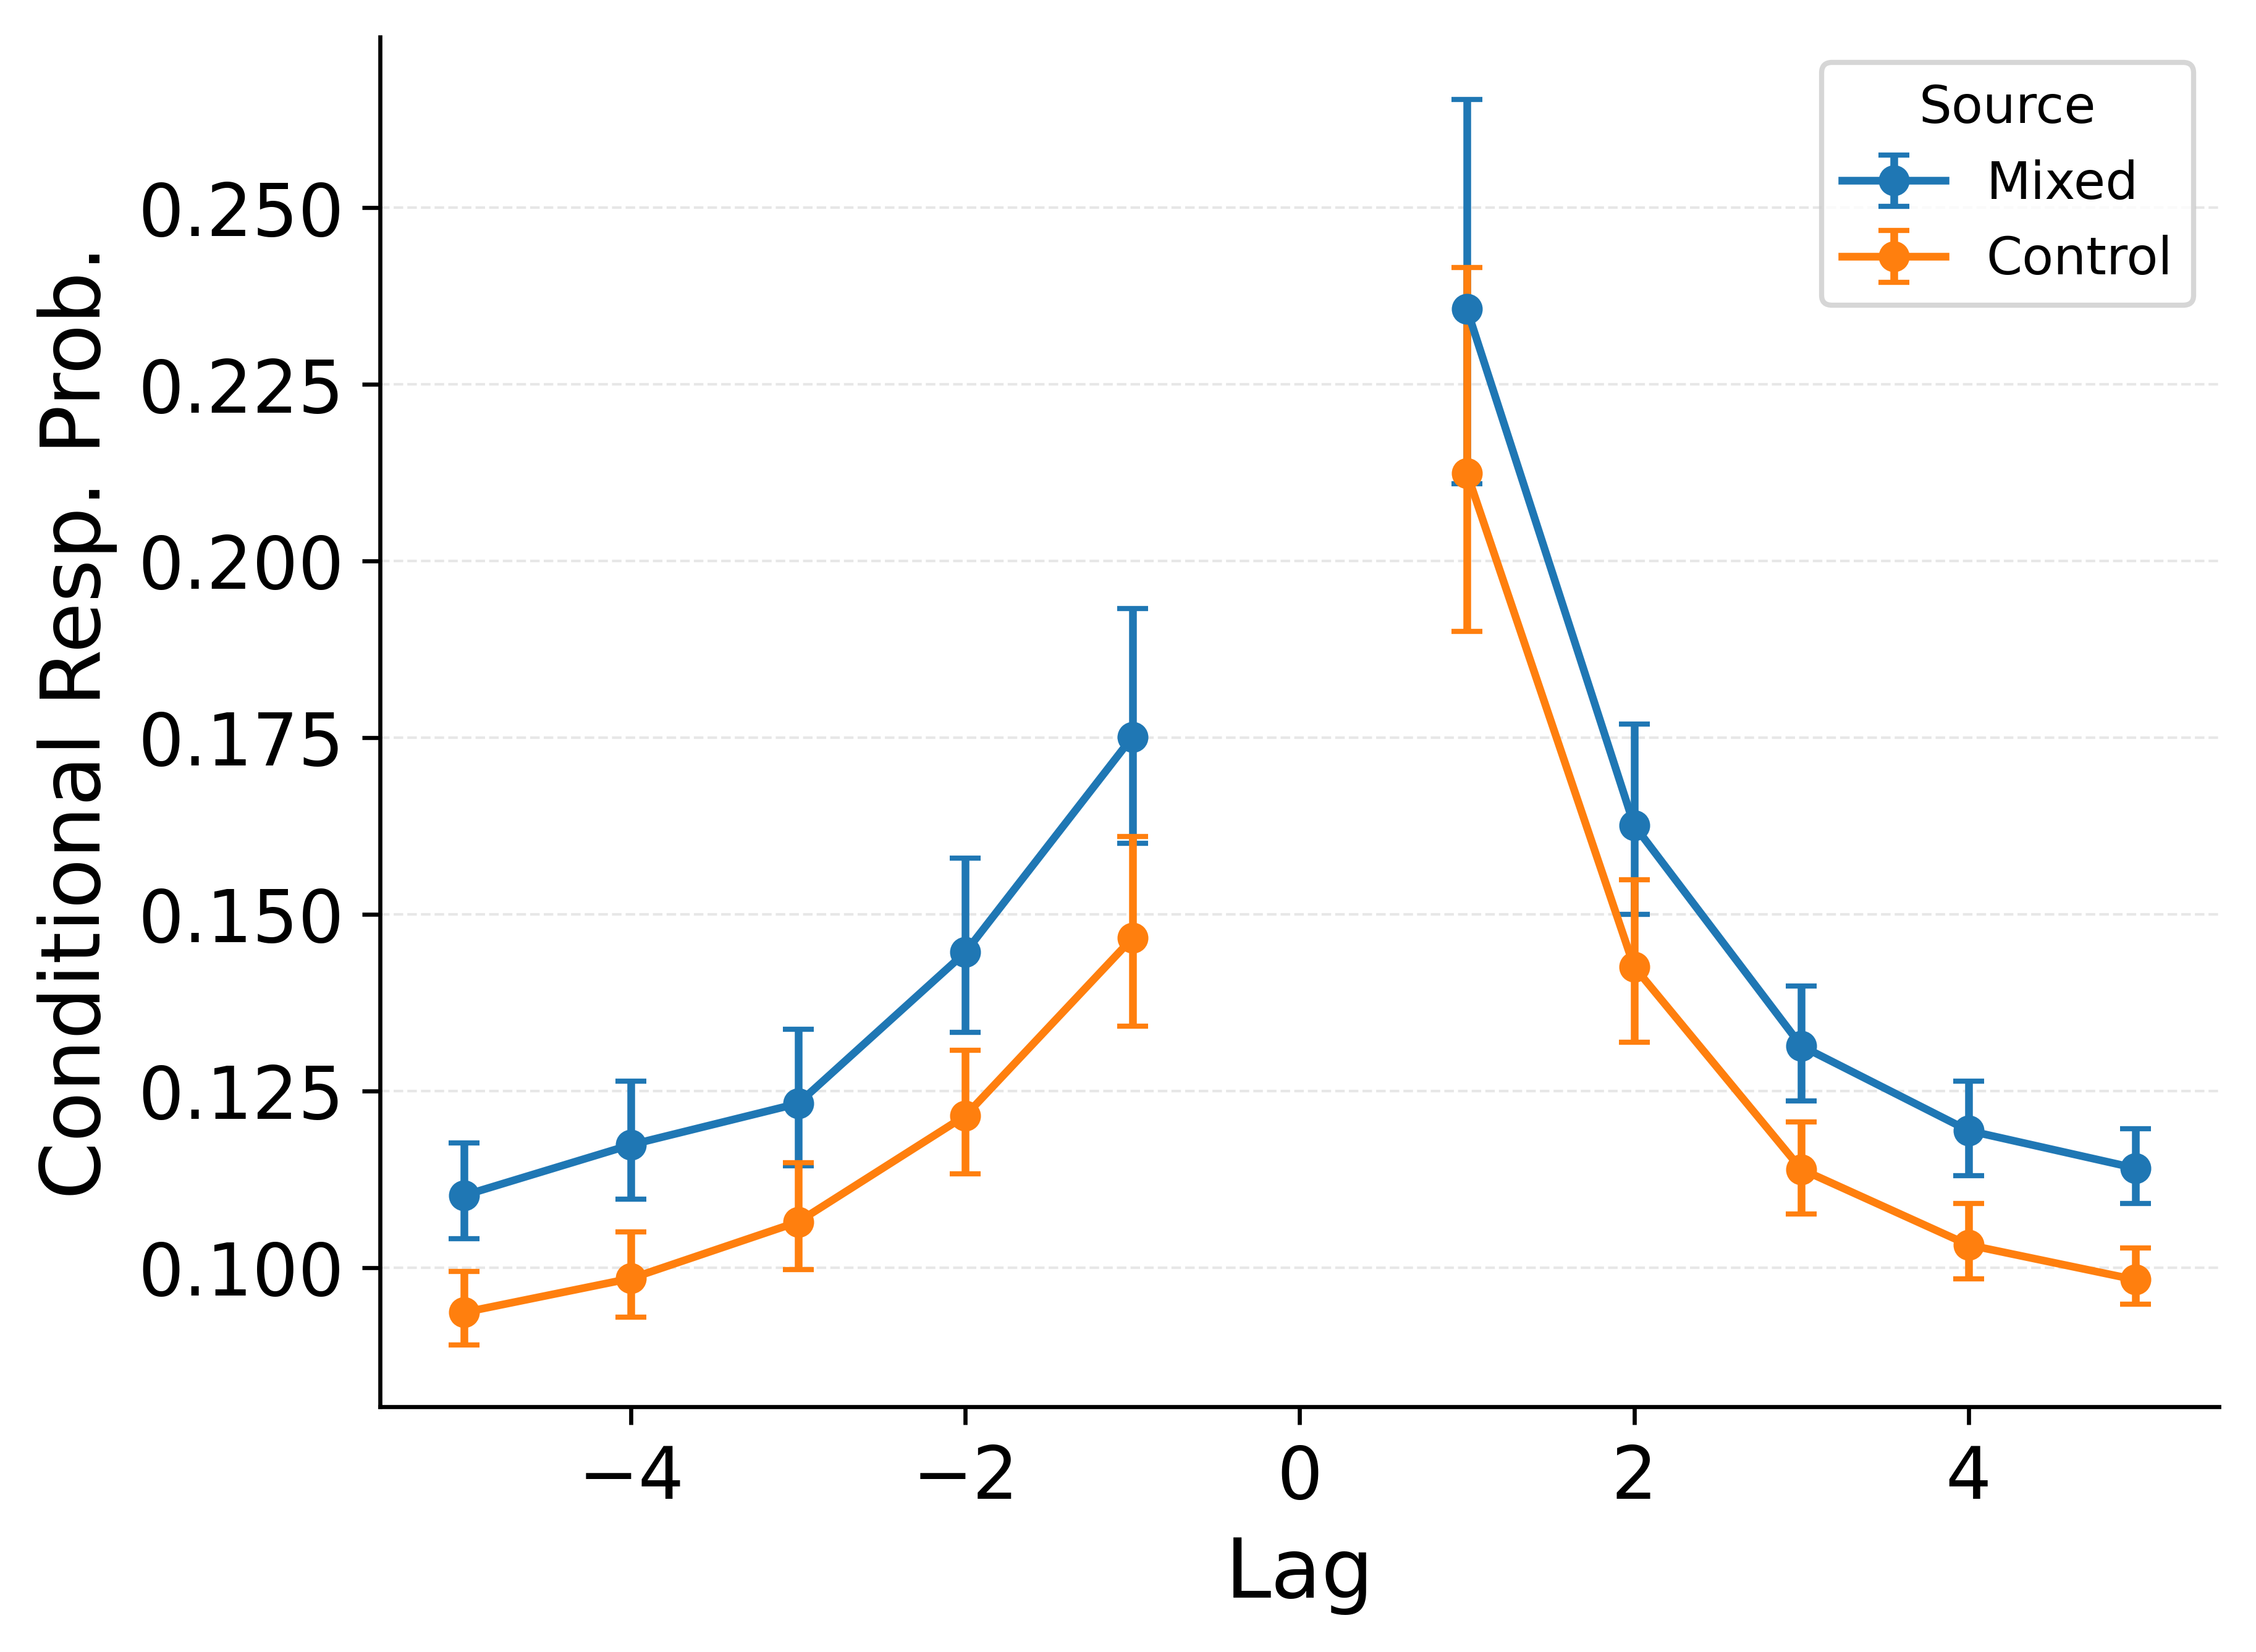 Source
Mixed
Control
Conditional Resp. Prob.
0.250
0.225
0.200
0.175
0.150
0.125
0.100
−4 −2 0 2 4
Lag